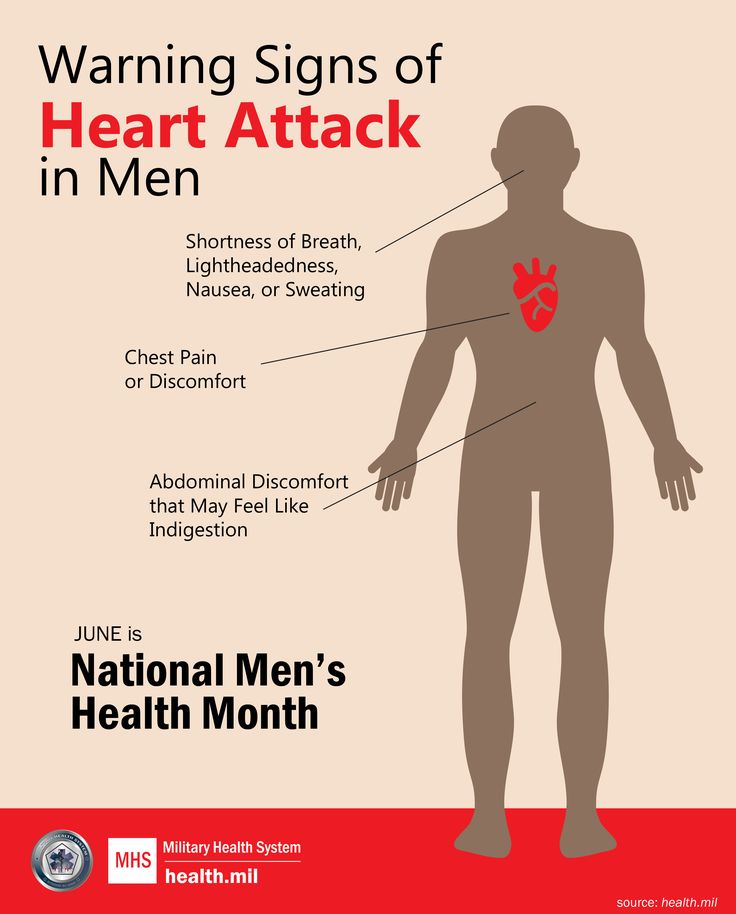 Warning Signs of
Heart Attack
in Men
Shortness of Breath,
Lightheadedness,
Nausea, or Sweating
Chest Pain
or Discomfort
Abdominal Discomfort
that May Feel Like
Indigestion
JUNE is
National Men's
Health Month
MHS
Military Health System
health.mil
source: health.mil